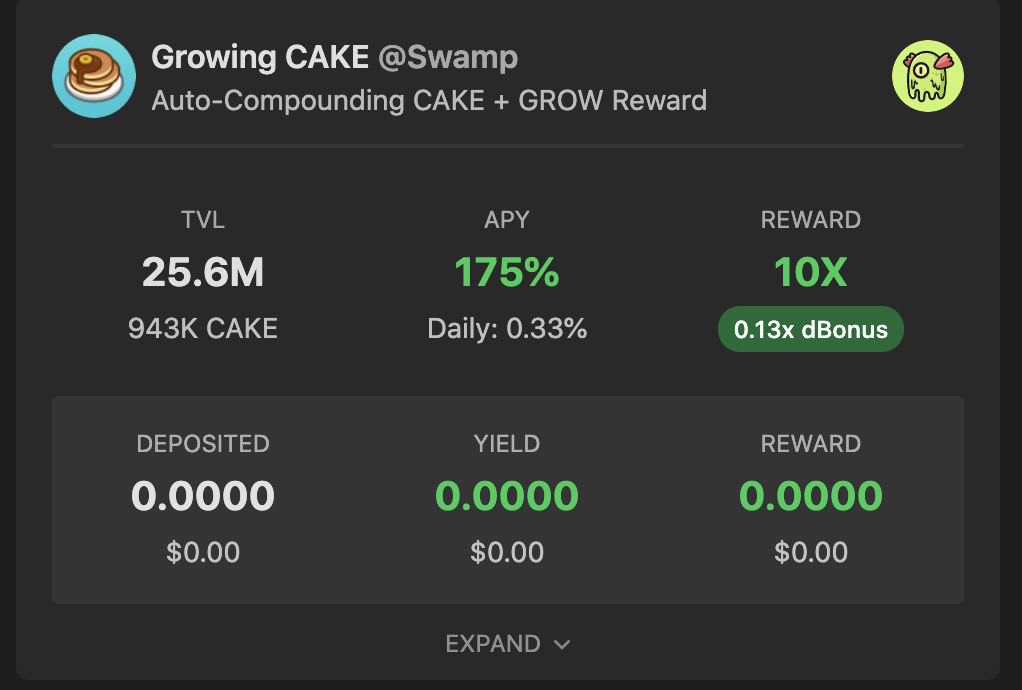 Growing CAKE @Swamp
Auto-Compounding CAKE + GROW Reward
TVL APY REWARD
25.6M 175% 10X
943K CAKE Daily: 0.33% 0.13x dBonus
DEPOSITED YIELD REWARD
0.0000 0.0000 0.0000
$0.00 $0.00 $0.00
EXPAND